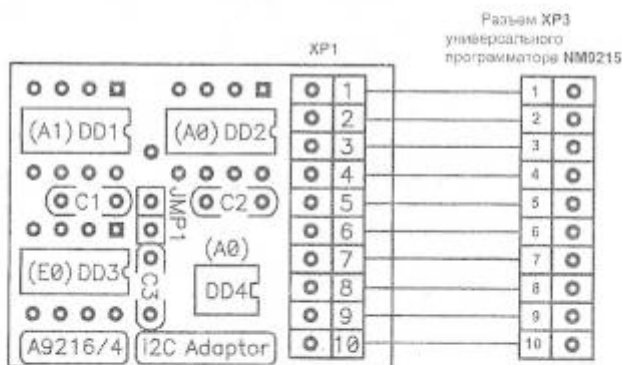 Разъем XP3
универсального
программатора NM9215
XP1
(A1) DD1
(A0) DD2
C1
JMP1
C2
(E0) DD3
C3
(A0)
DD4
A9216/4
i2C Adaptor
1
2
3
4
5
6
7
8
9
10
1
2
3
4
5
6
7
8
9
10